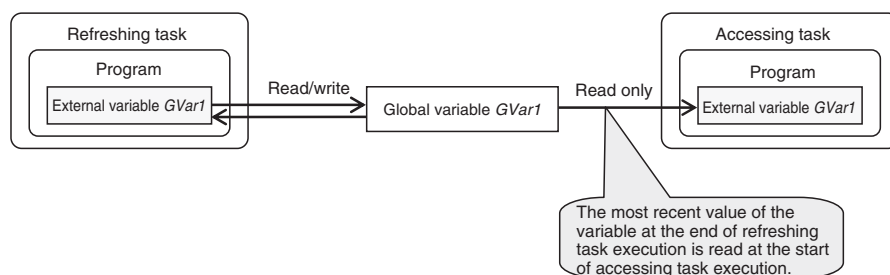 Refreshing task
Program
External variable GVar1
Read/write
Global variable GVar1
Read only
Accessing task
Program
External variable GVar1
The most recent value of the
variable at the end of refreshing
task execution is read at the start
of accessing task execution.